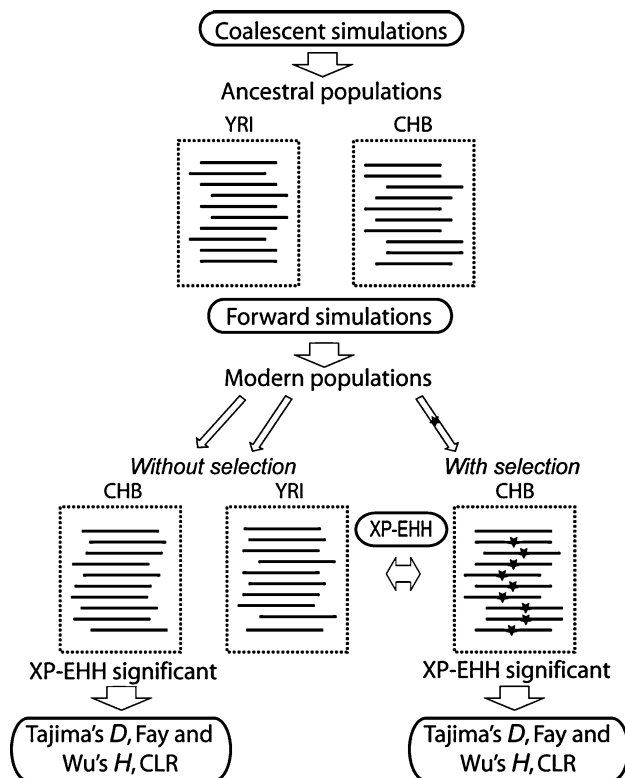 Coalescent simulations
Ancestral populations
YRI
CHB
Forward simulations
Modern populations
Without selection
With selection
CHB
YRI
CHB
XP-EHH
XP-EHH significant
XP-EHH significant
Tajima's D, Fay and
Wu's H, CLR
Tajima's D, Fay and
Wu's H, CLR